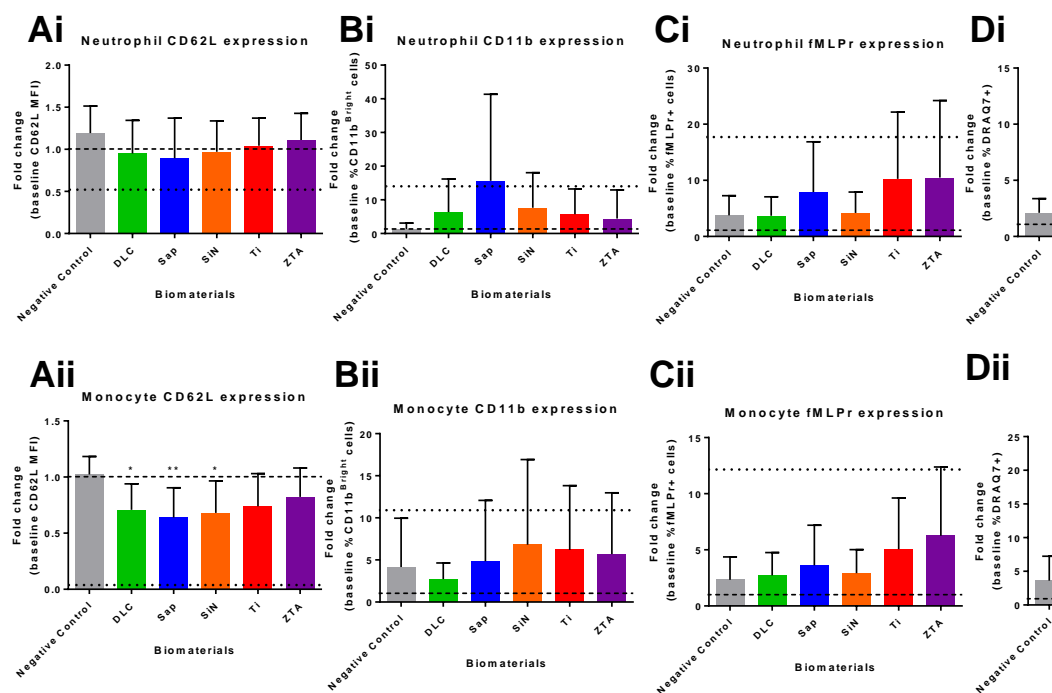 Ai
Neutrophil CD62L expression
Fold change
(baseline CD62L MFI)
2.0
1.5
1.0
0.5
0.0
Negative Control
DLC
Sap
SiN
Ti
ZTA
Biomaterials
Bi
Neutrophil CD11b expression
Fold change
(baseline %CD11b^Bright cells)
50
40
30
20
10
0
Negative Control
DLC
Sap
SiN
Ti
ZTA
Biomaterials
Ci
Neutrophil fMLPr expression
Fold change
(baseline %fMLPr+ cells)
30
20
10
0
Negative Control
DLC
Sap
SiN
Ti
ZTA
Biomaterials
Di
Fold change
(baseline %DRAQ7+)
15
10
5
0
Negative Control
Aii
Monocyte CD62L expression
Fold change
(baseline CD62L MFI)
1.5
1.0
0.5
0.0
*
**
*
Negative Control
DLC
Sap
SiN
Ti
ZTA
Biomaterials
Bii
Monocyte CD11b expression
Fold change
(baseline %CD11b^Bright cells)
20
15
10
5
0
Negative Control
DLC
Sap
SiN
Ti
ZTA
Biomaterials
Cii
Monocyte fMLPr expression
Fold change
(baseline %fMLPr+ cells)
15
10
5
0
Negative Control
DLC
Sap
SiN
Ti
ZTA
Biomaterials
Dii
Fold change
(baseline %DRAQ7+)
25
20
15
10
5
0
Negative Control